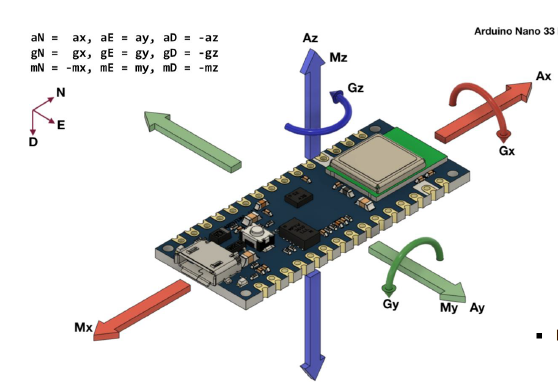 Arduino Nano 33
aN =  ax, aE = ay, aD = -az
gN =  gx, gE = gy, gD = -gz
mN = -mx, mE = my, mD = -mz
N
E
D
Az
Mz
Gz
Ax
Gx
Gy
My Ay
Mx